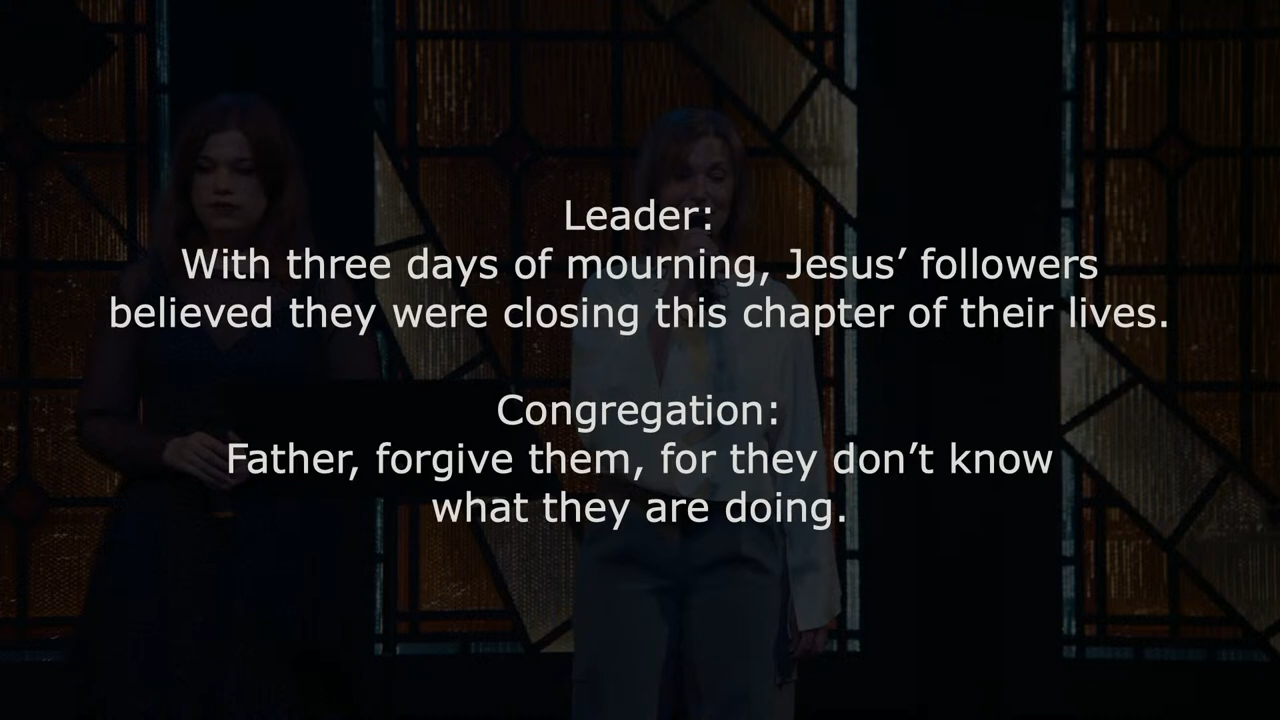 Leader:
With three days of mourning, Jesus’ followers
believed they were closing this chapter of their lives.
Congregation:
Father, forgive them, for they don’t know
what they are doing.